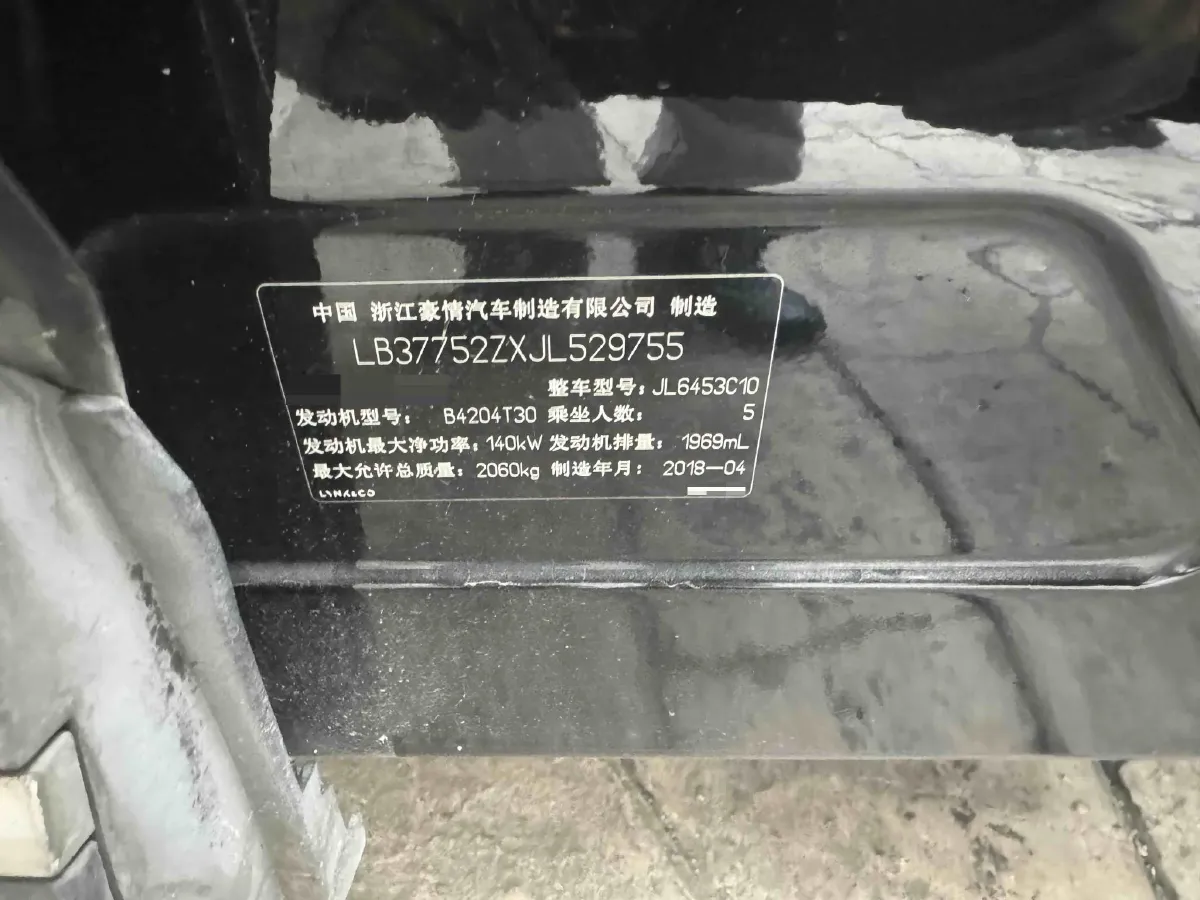 中国 浙江豪情汽车制造有限公司 制造
LB37752ZXJL529755
整车型号: JL6453C10
发动机型号: B4204T30 乘坐人数: 5
发动机最大净功率: 140kW 发动机排量: 1969mL
最大允许总质量: 2060kg 制造年月: 2018—04
LYNK&CO